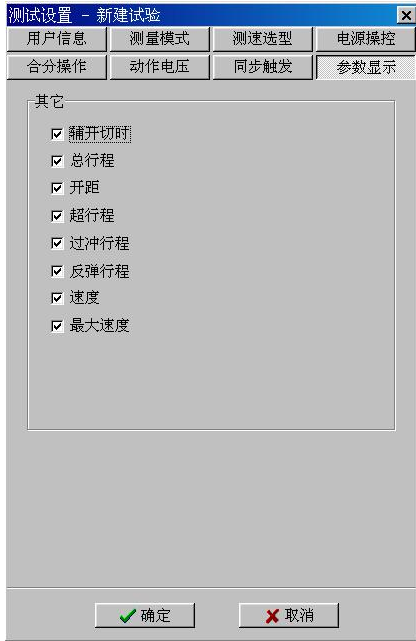 测试设置 - 新建试验
用户信息 测量模式 测速选型 电源操控
合分操作 动作电压 同步触发 参数显示
其它
辅开切时
总行程
开距
超行程
过冲行程
反弹行程
速度
最大速度
确定 取消